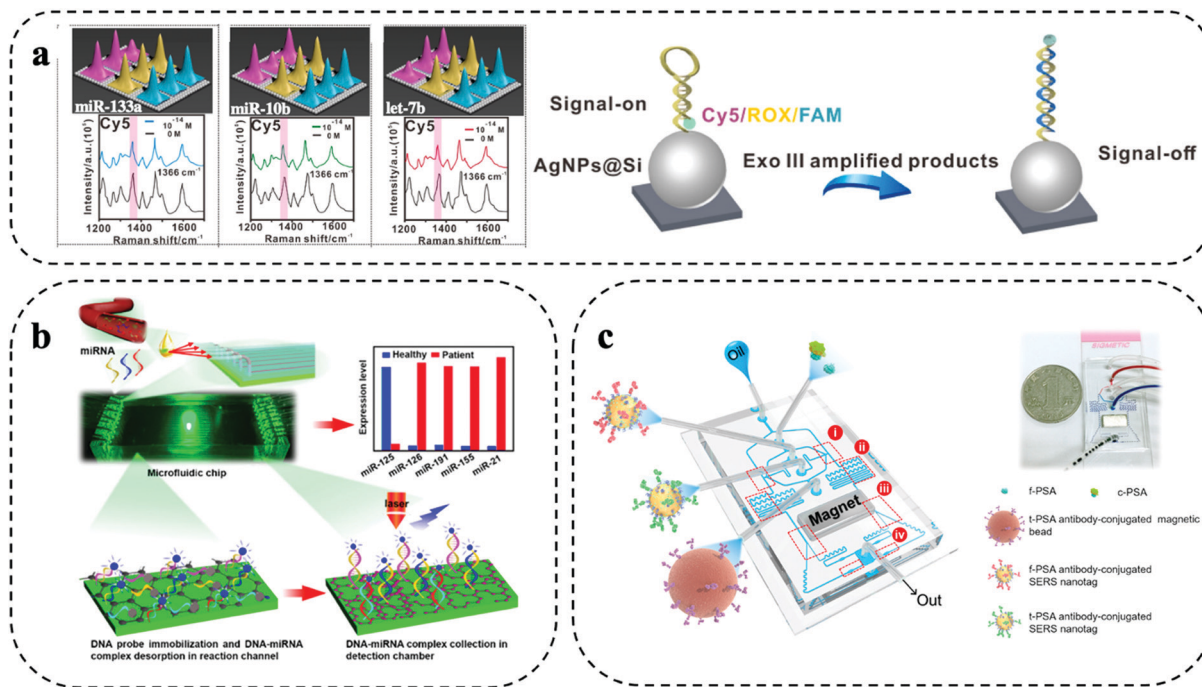 a
miR-133a
miR-10b
let-7b
Intensity/a.u.(10⁵)
Cy5
10⁻¹⁴ M
0 M
1366 cm⁻¹
1200 1400 1600
Raman shift/cm⁻¹
Intensity/a.u.(10⁵)
Cy5
10⁻¹⁴ M
0 M
1366 cm⁻¹
1200 1400 1600
Raman shift/cm⁻¹
Intensity/a.u.(10⁵)
Cy5
10⁻¹⁴ M
0 M
1366 cm⁻¹
1200 1400 1600
Raman shift/cm⁻¹
Signal-on
Cy5/ROX/FAM
AgNPs@Si
Exo III amplified products
Signal-off
b
miRNA
Microfluidic chip
Healthy Patient
Expression level
miR-125
miR-126
miR-191
miR-155
miR-21
laser
DNA probe immobilization and DNA-miRNA
complex desorption in reaction channel
DNA-miRNA complex collection in
detection chamber
c
Oil
i
ii
iii
iv
Magnet
Out
f-PSA
c-PSA
t-PSA antibody-conjugated magnetic
bead
f-PSA antibody-conjugated
SERS nanotag
t-PSA antibody-conjugated
SERS nanotag